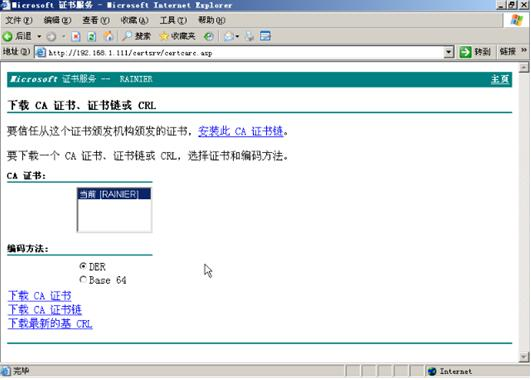 Microsoft 证书服务 - Microsoft Internet Explorer
文件(F) 编辑(E) 查看(V) 收藏(A) 工具(T) 帮助(H)
后退 搜索 收藏夹
地址(D) http://192.168.1.111/certsrv/certcarc.asp 转到 链接 »
Microsoft 证书服务 -- RAINIER 主页
下载 CA 证书、证书链或 CRL
要信任从这个证书颁发机构颁发的证书，安装此 CA 证书链。
要下载一个 CA 证书、证书链或 CRL，选择证书和编码方法。
CA 证书:
当前 [RAINIER]
编码方法:
DER
Base 64
下载 CA 证书
下载 CA 证书链
下载最新的基 CRL
完毕 Internet